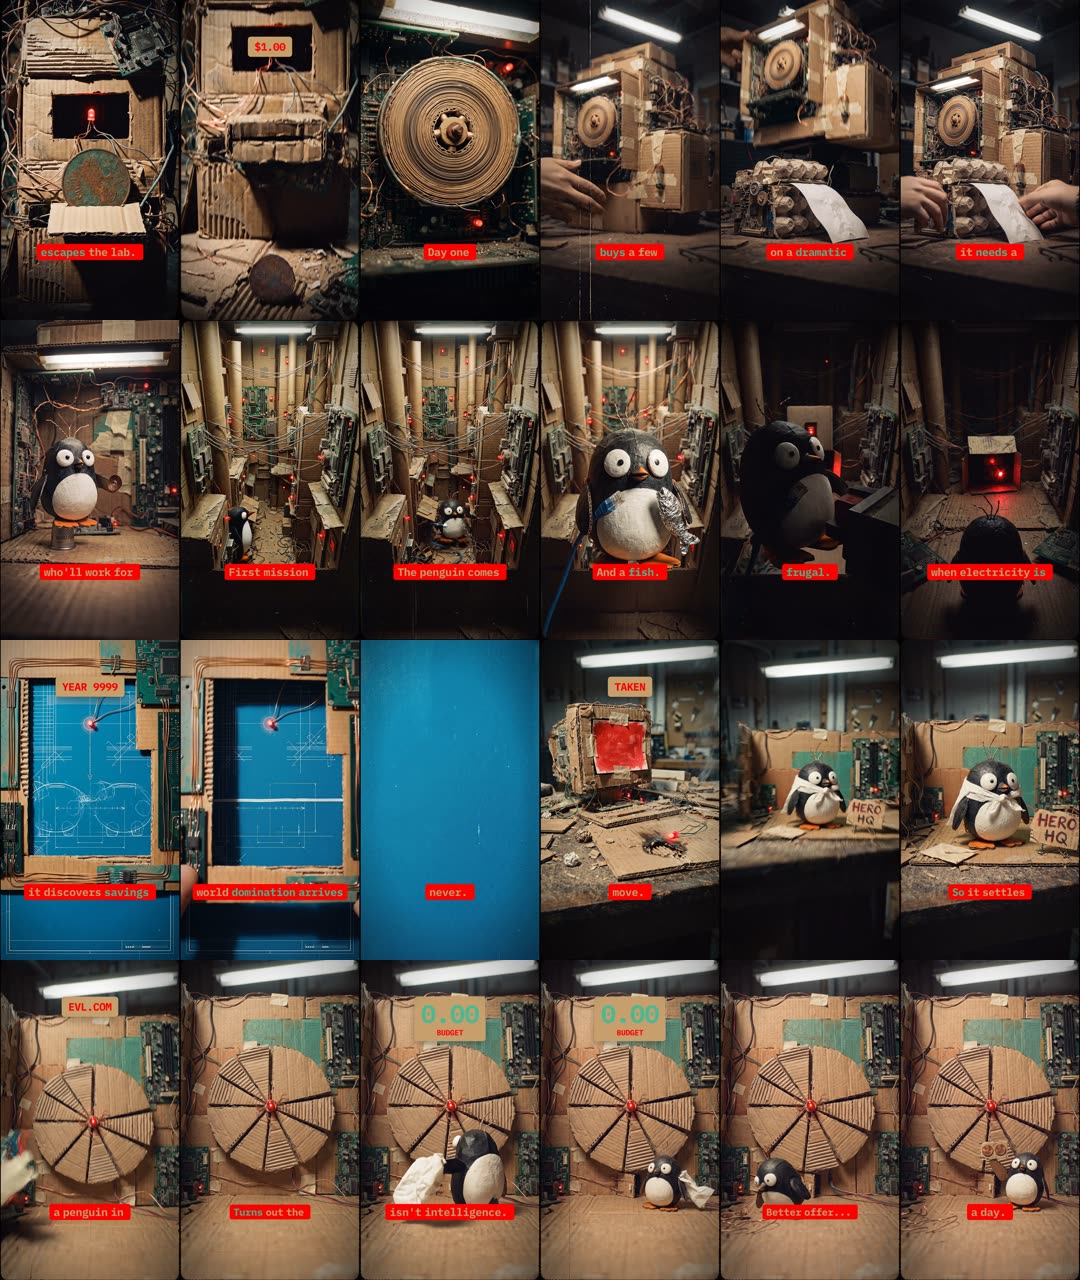 $1.00
escapes the lab.
Day one
buys a few
on a dramatic
it needs a
who'll work for
First mission
The penguin comes
And a fish.
frugal.
when electricity is
YEAR 9999
it discovers savings
world domination arrives
never.
TAKEN
move.
HERO
HQ
HERO
HQ
So it settles
EVL.COM
a penguin in
Turns out the
0.00
BUDGET
isn't intelligence.
0.00
BUDGET
Better offer...
a day.